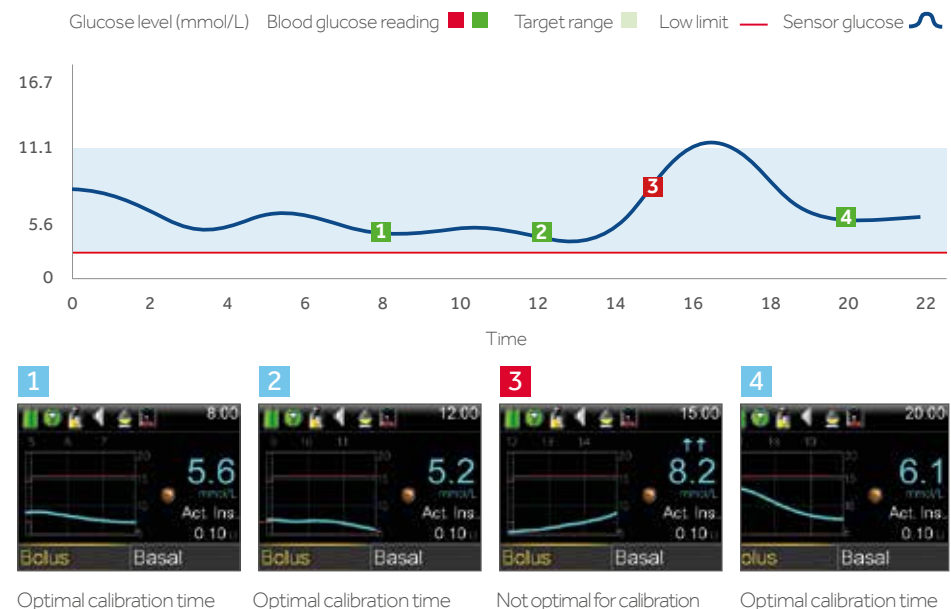 Glucose level (mmol/L) Blood glucose reading Target range Low limit Sensor glucose
16.7
11.1
5.6
0
1 2 3 4
0 2 4 6 8 10 12 14 16 18 20 22
Time
1 2 3 4
8:00
5.6
mmol/L
Act. Ins.
0.10 u
Bolus Basal
12:00
5.2
mmol/L
Act. Ins.
0.10 u
Bolus Basal
15:00
8.2
mmol/L
Act. Ins.
0.10 u
Bolus Basal
20:00
6.1
mmol/L
Act. Ins.
0.10 u
olus Basal
Optimal calibration time
Optimal calibration time
Not optimal for calibration
Optimal calibration time